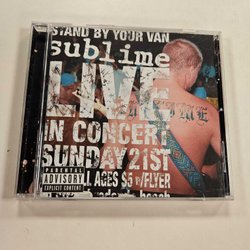 STAND BY YOUR VAN
sublime
LIVE
IN CONCERT
SUNDAY 21ST
ALL AGES $5 w/FLYER
PARENTAL
ADVISORY
EXPLICIT CONTENT